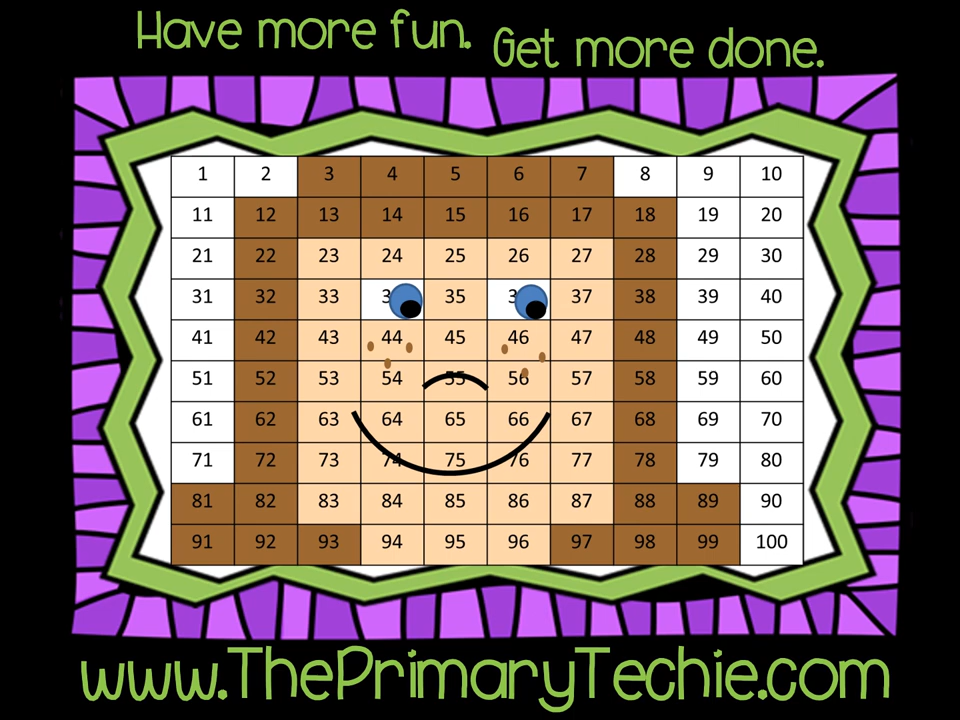 Have more fun. Get more done.
1 2 3 4 5 6 7 8 9 10
11 12 13 14 15 16 17 18 19 20
21 22 23 24 25 26 27 28 29 30
31 32 33 3 35 3 37 38 39 40
41 42 43 44 45 46 47 48 49 50
51 52 53 54 55 56 57 58 59 60
61 62 63 64 65 66 67 68 69 70
71 72 73 74 75 76 77 78 79 80
81 82 83 84 85 86 87 88 89 90
91 92 93 94 95 96 97 98 99 100
www.ThePrimaryTechie.com